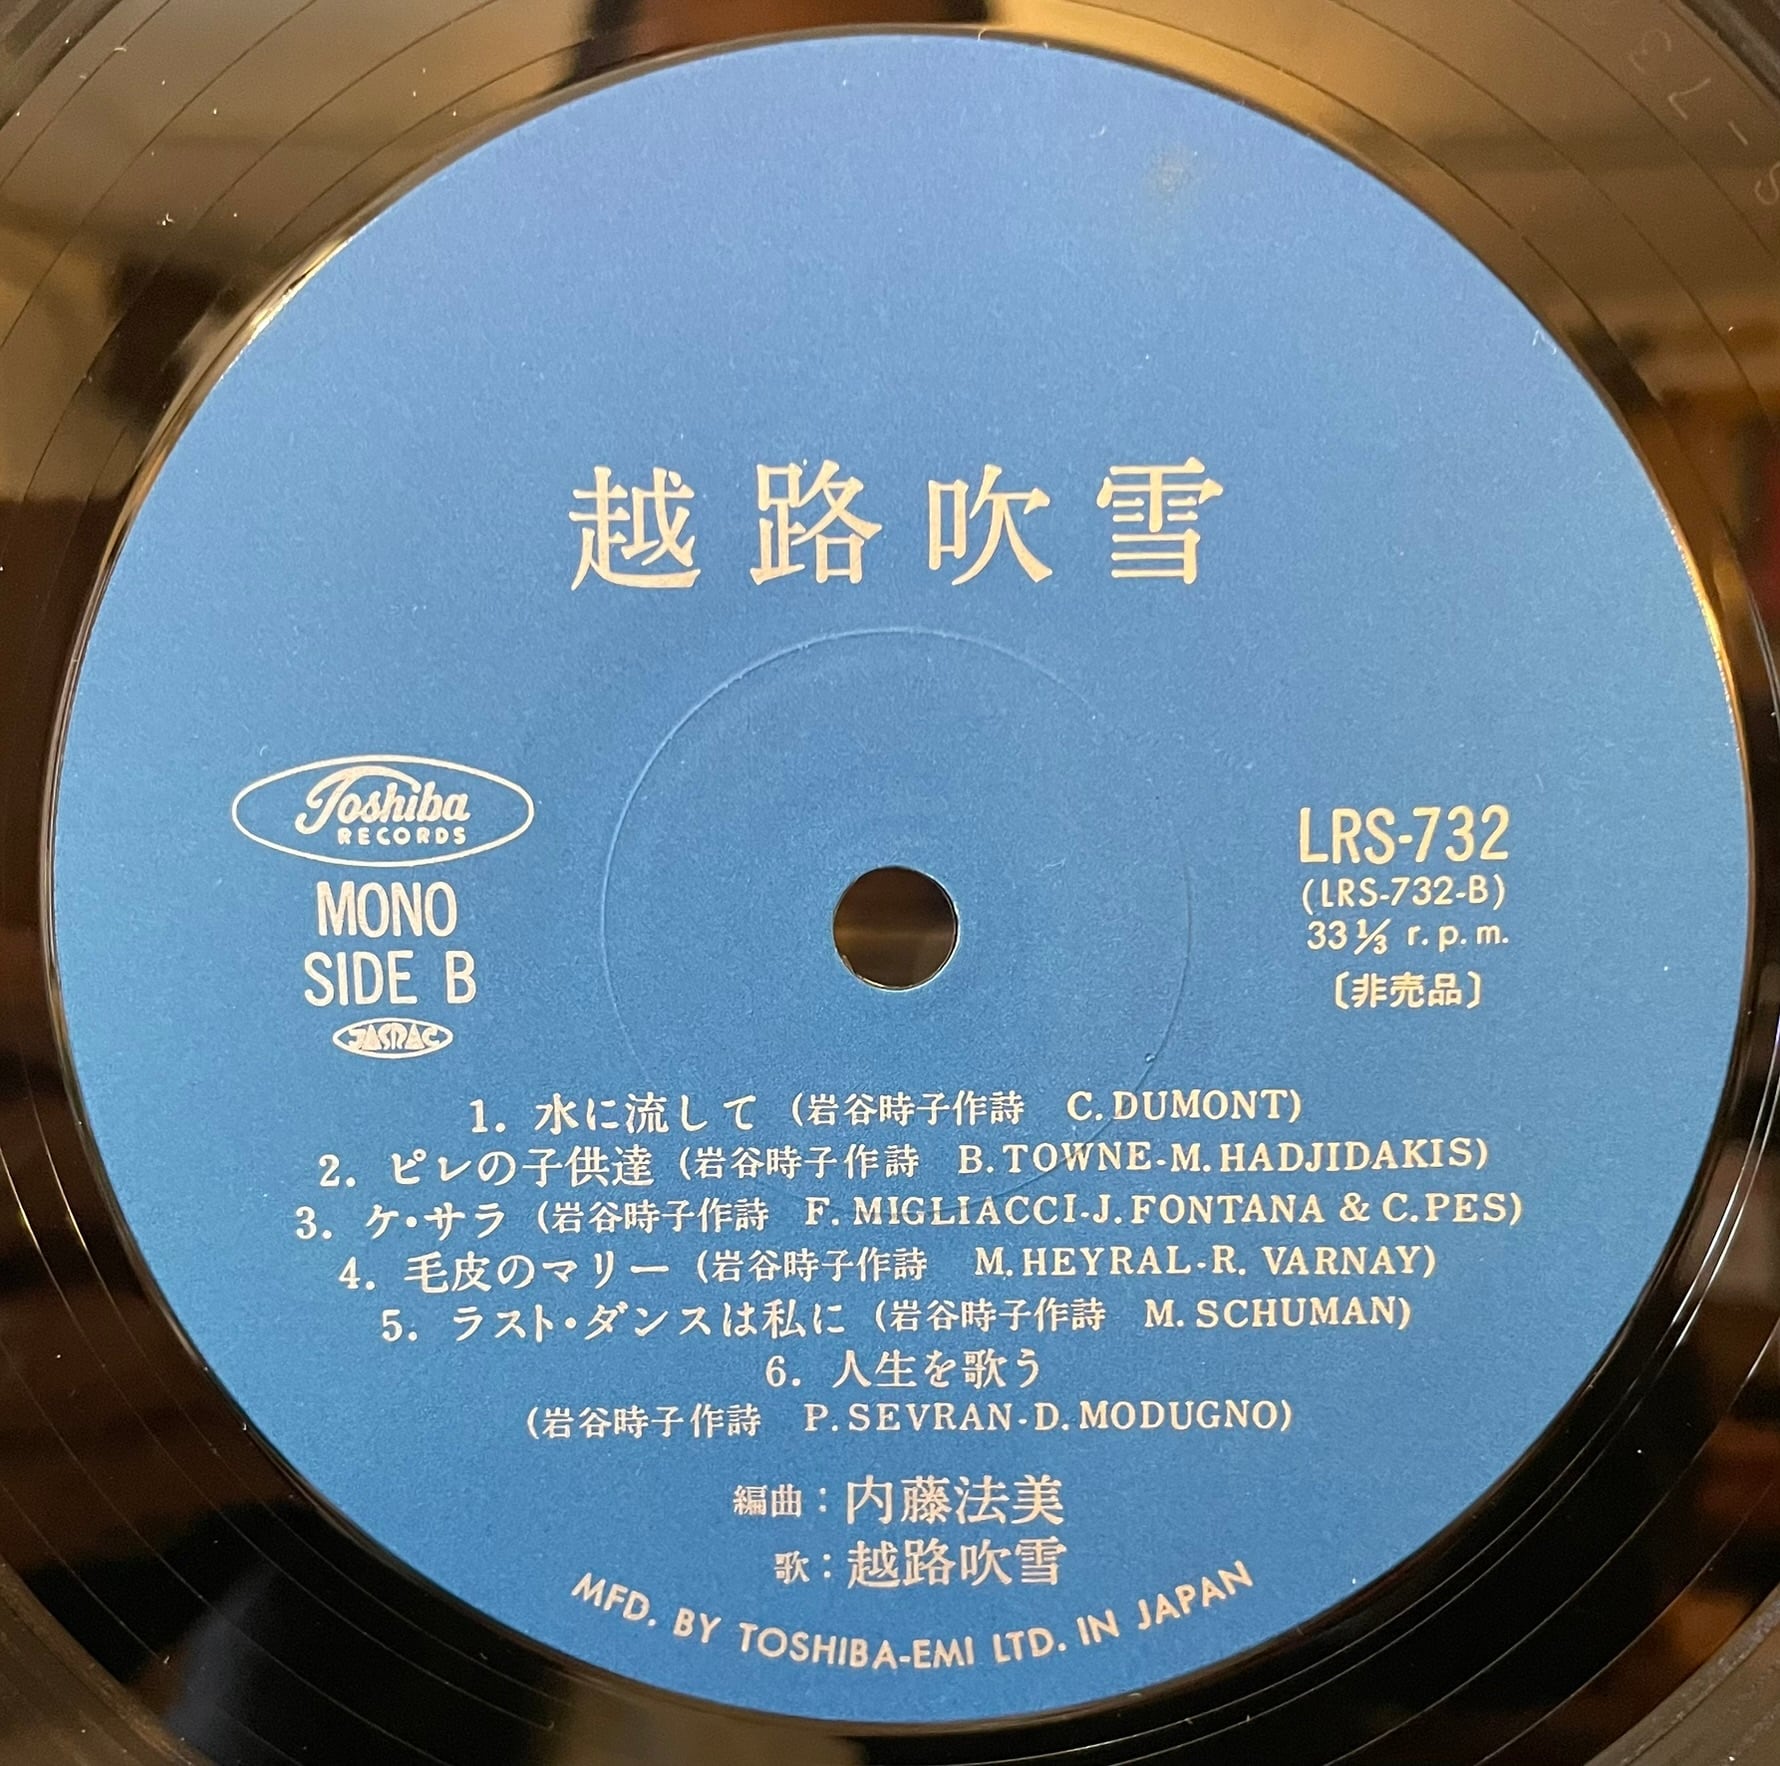 越路吹雪
Toshiba
RECORDS
MONO
SIDE B
JASRAC
LRS-732
(LRS-732-B)
33 1/3 r.p.m.
〔非売品〕
1. 水に流して (岩谷時子作詩 C. DUMONT)
2. ピレの子供達 (岩谷時子作詩 B. TOWNE-M. HADJIDAKIS)
3. ケ・サラ (岩谷時子作詩 F. MIGLIACCI-J. FONTANA & C. PES)
4. 毛皮のマリー (岩谷時子作詩 M. HEYRAL-R. VARNAY)
5. ラスト・ダンスは私に (岩谷時子作詩 M. SCHUMAN)
6. 人生を歌う
(岩谷時子作詩 P. SEVRAN-D. MODUGNO)
編曲：内藤法美
歌：越路吹雪
MFD. BY TOSHIBA-EMI LTD. IN JAPAN